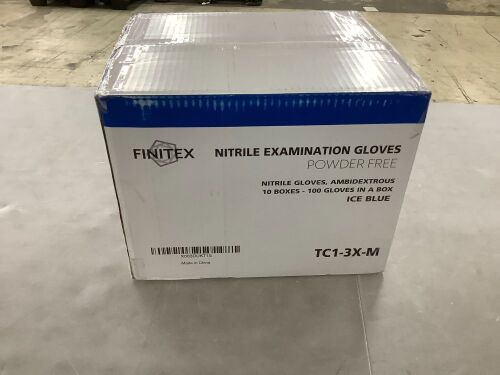 FINITEX
NITRILE EXAMINATION GLOVES
POWDER FREE
NITRILE GLOVES, AMBIDEXTROUS
10 BOXES - 100 GLOVES IN A BOX
ICE BLUE
TC1-3X-M
Made in China